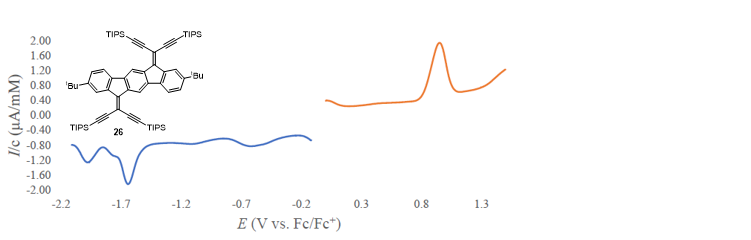 TIPS TIPS
2.00
1.60
1.20
0.80
0.40
0.00
-0.40
-0.80
-1.20
-1.60
-2.00
I/c (μA/mM)
tBu
tBu
TIPS TIPS
26
-2.2 -1.7 -1.2 -0.7 -0.2 0.3 0.8 1.3
E (V vs. Fc/Fc⁺)